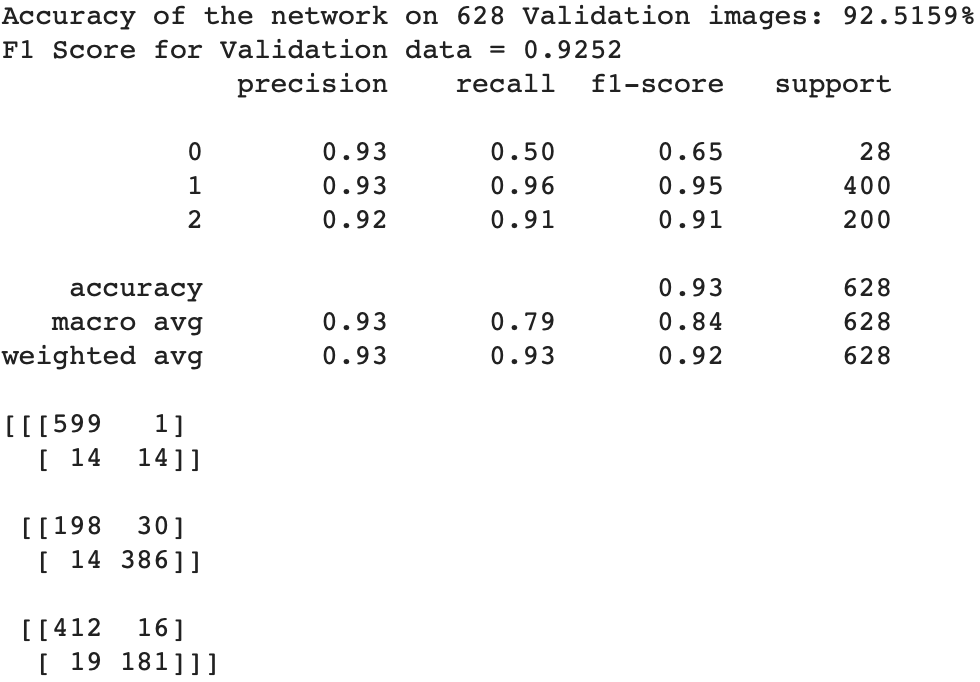 Accuracy of the network on 628 Validation images: 92.5159%
F1 Score for Validation data = 0.9252
              precision    recall  f1-score   support

           0       0.93      0.50      0.65        28
           1       0.93      0.96      0.95       400
           2       0.92      0.91      0.91       200

    accuracy                           0.93       628
   macro avg       0.93      0.79      0.84       628
weighted avg       0.93      0.93      0.92       628

[[[599   1]
  [ 14  14]]

 [[198  30]
  [ 14 386]]

 [[412  16]
  [ 19 181]]]